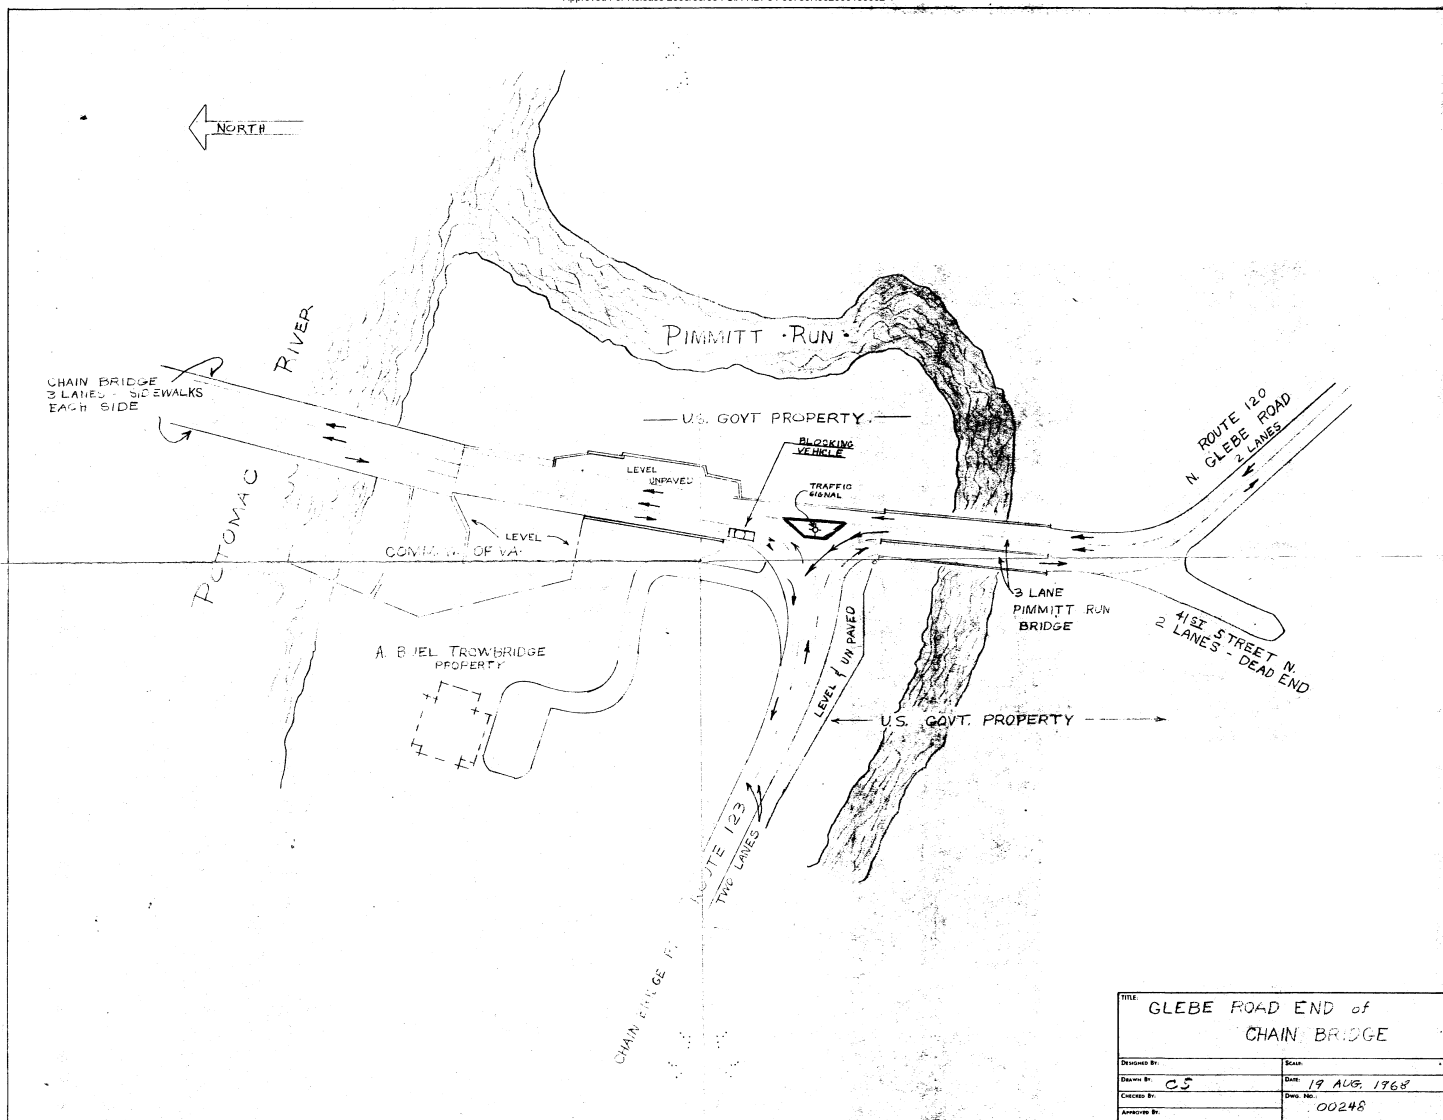 NORTH
POTOMAC
RIVER
PIMMITT RUN
CHAIN BRIDGE
3 LANES - SIDEWALKS
EACH SIDE
U.S. GOVT PROPERTY.
BLOCKING
VEHICLE
LEVEL
UNPAVED
TRAFFIC
SIGNAL
ROUTE 120
N. GLEBE ROAD
2 LANES
LEVEL
OF VA.
3 LANE
PIMMITT RUN
BRIDGE
41ST STREET N.
2 LANES - DEAD END
TROWBRIDGE
PROPERTY
LEVEL & UNPAVED
U.S. GOVT. PROPERTY
ROUTE 123
TWO LANES
CHAIN BRIDGE
TITLE:
GLEBE ROAD END of
CHAIN BRIDGE
DESIGNED BY:
SCALE:
DRAWN BY: CS
DATE: 19 AUG. 1968
CHECKED BY:
DWG. NO.: 00248
APPROVED BY: